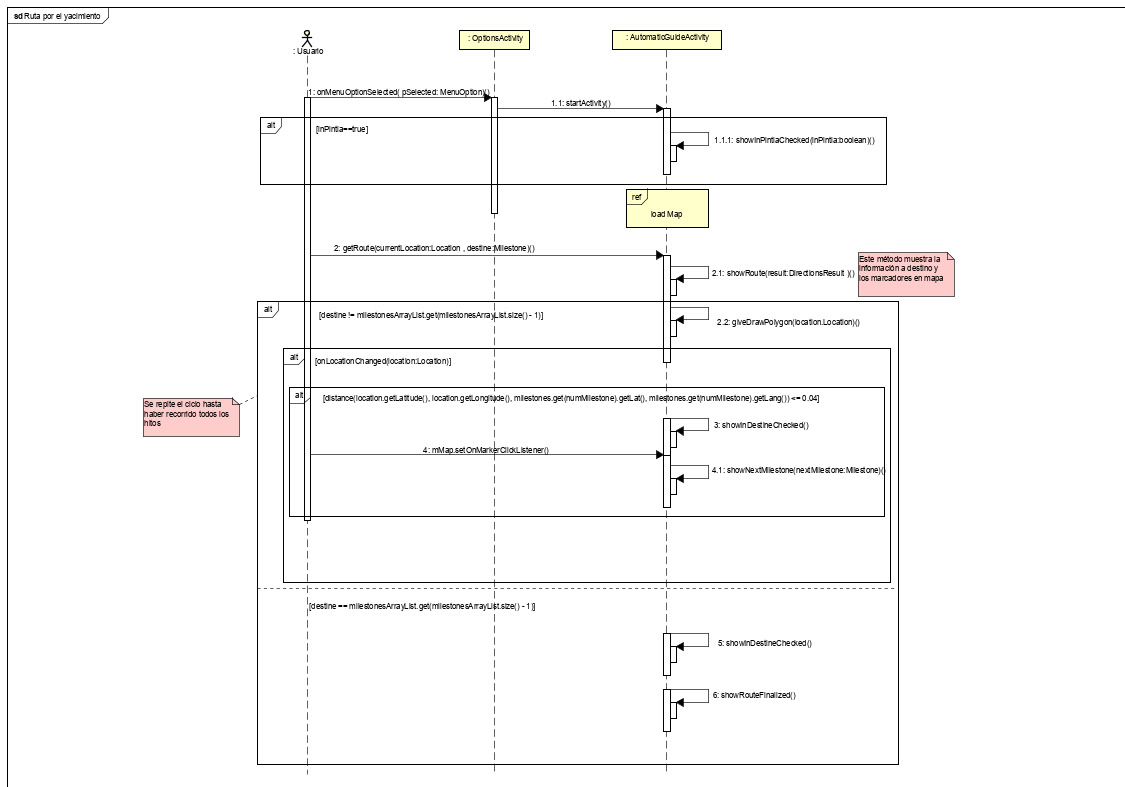 sd Ruta por el yacimiento
: Usuario
: OptionsActivity
: AutomaticGuideActivity
1: onMenuOptionSelected( pSelected: MenuOption)()
1.1: startActivity()
alt
[inPintia==true]
1.1.1: showInPintiaChecked(inPintia:boolean)()
ref
load Map
2: getRoute(currentLocation:Location , destine:Milestone)()
Este método muestra la
información a destino y
los marcadores en mapa
2.1: showRoute(result:DirectionsResult )()
alt
[destine != milestonesArrayList.get(milestonesArrayList.size() - 1)]
2.2: giveDrawPolygon(location.Location)()
alt
[onLocationChanged(location:Location)]
alt
[distance(location.getLatitude(), location.getLongitude(), milestones.get(numMilestone).getLat(), milestones.get(numMilestone).getLang()) <= 0.04]
Se repite el ciclo hasta
haber recorrido todos los
hitos
3: showInDestineChecked()
4: mMap.setOnMarkerClickListener()
4.1: showNextMilestone(nextMilestone:Milestone)()
[destine == milestonesArrayList.get(milestonesArrayList.size() - 1)]
5: showInDestineChecked()
6: showRouteFinalized()